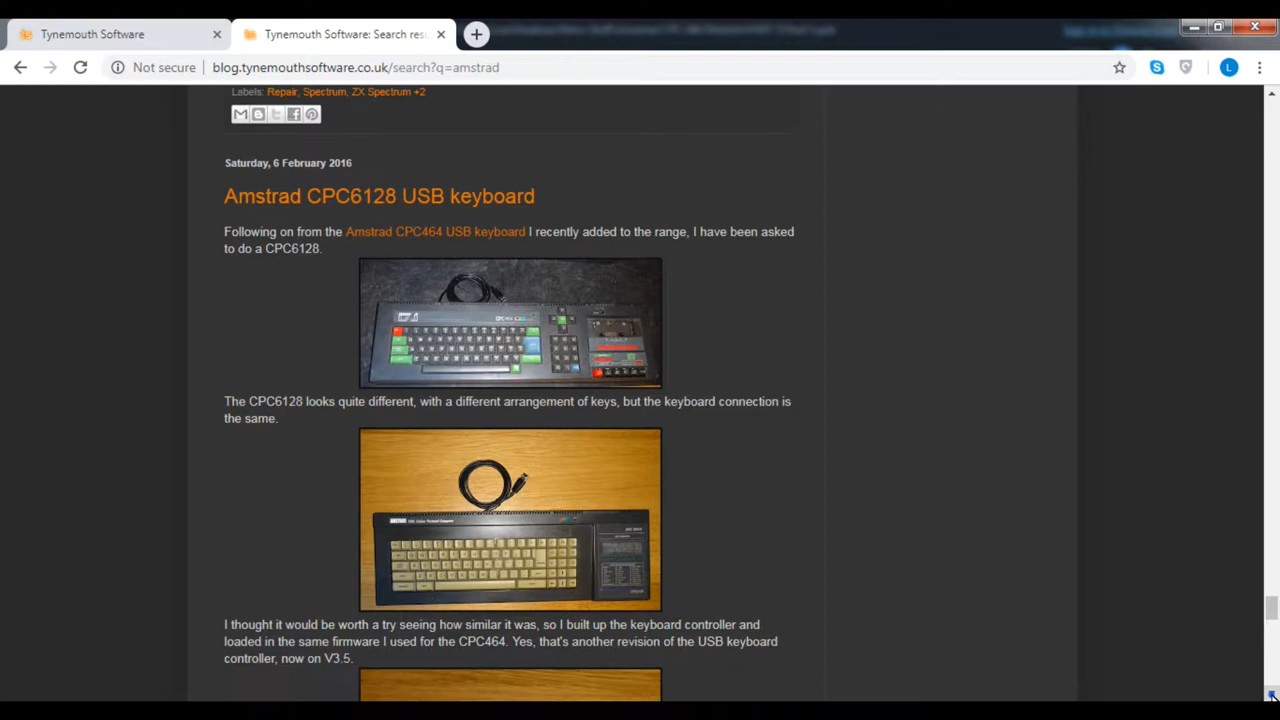 Tynemouth Software
Tynemouth Software: Search resu
Not secure
blog.tynemouthsoftware.co.uk/search?q=amstrad
L
Labels: Repair, Spectrum, ZX Spectrum +2
Saturday, 6 February 2016
Amstrad CPC6128 USB keyboard
Following on from the Amstrad CPC464 USB keyboard I recently added to the range, I have been asked
to do a CPC6128.
The CPC6128 looks quite different, with a different arrangement of keys, but the keyboard connection is
the same.
I thought it would be worth a try seeing how similar it was, so I built up the keyboard controller and
loaded in the same firmware I used for the CPC464. Yes, that's another revision of the USB keyboard
controller, now on V3.5.